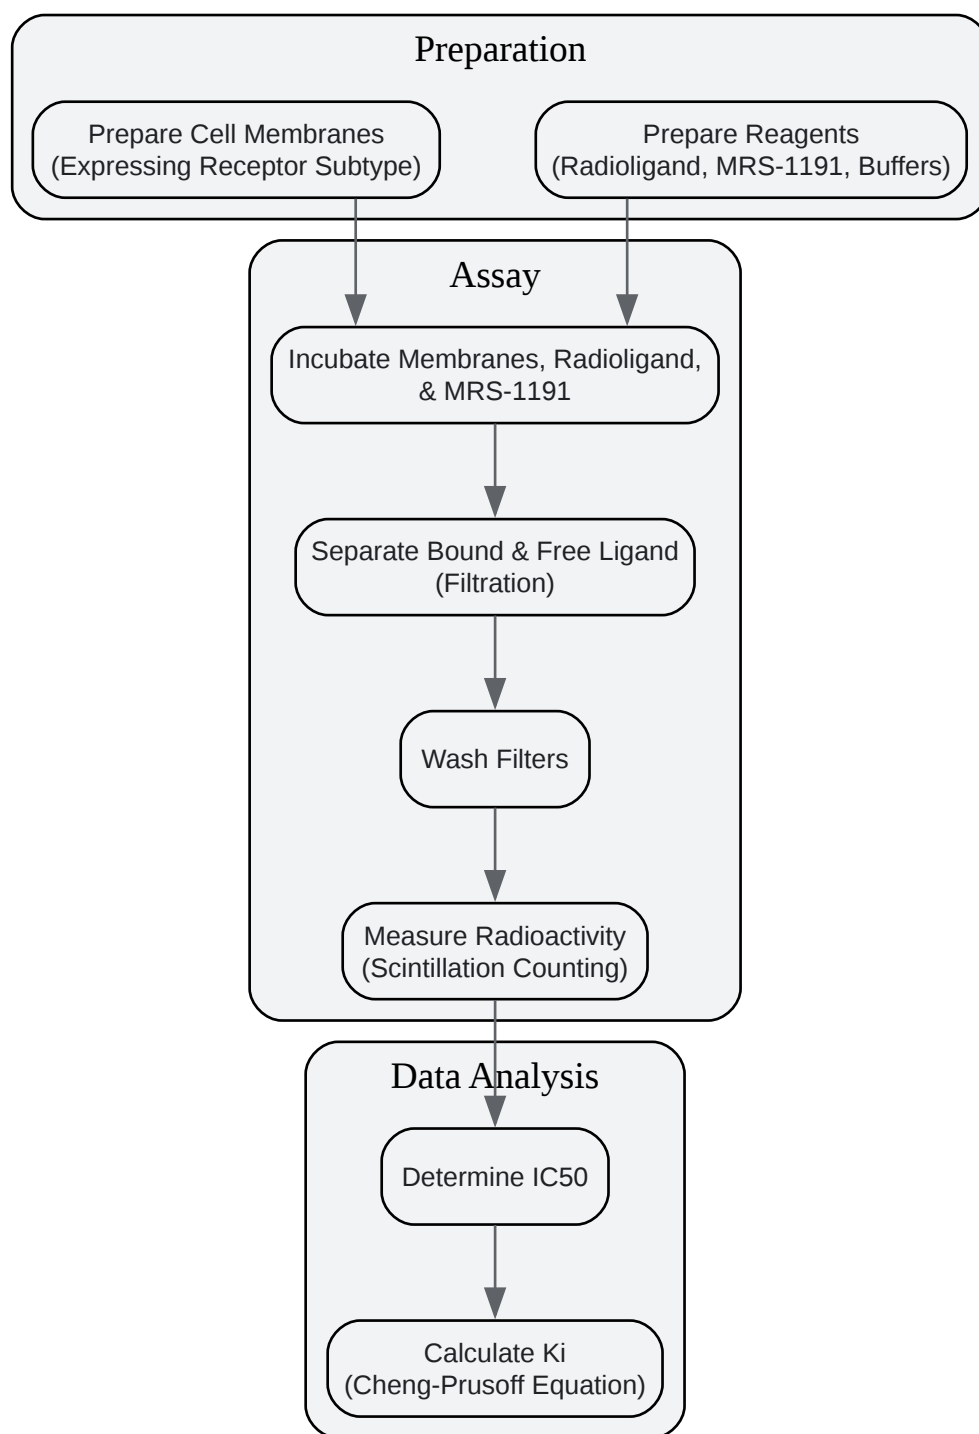 Preparation
Prepare Cell Membranes
(Expressing Receptor Subtype)
Prepare Reagents
(Radioligand, MRS-1191, Buffers)
Assay
Incubate Membranes, Radioligand,
& MRS-1191
Separate Bound & Free Ligand
(Filtration)
Wash Filters
Measure Radioactivity
(Scintillation Counting)
Data Analysis
Determine IC50
Calculate Ki
(Cheng-Prusoff Equation)